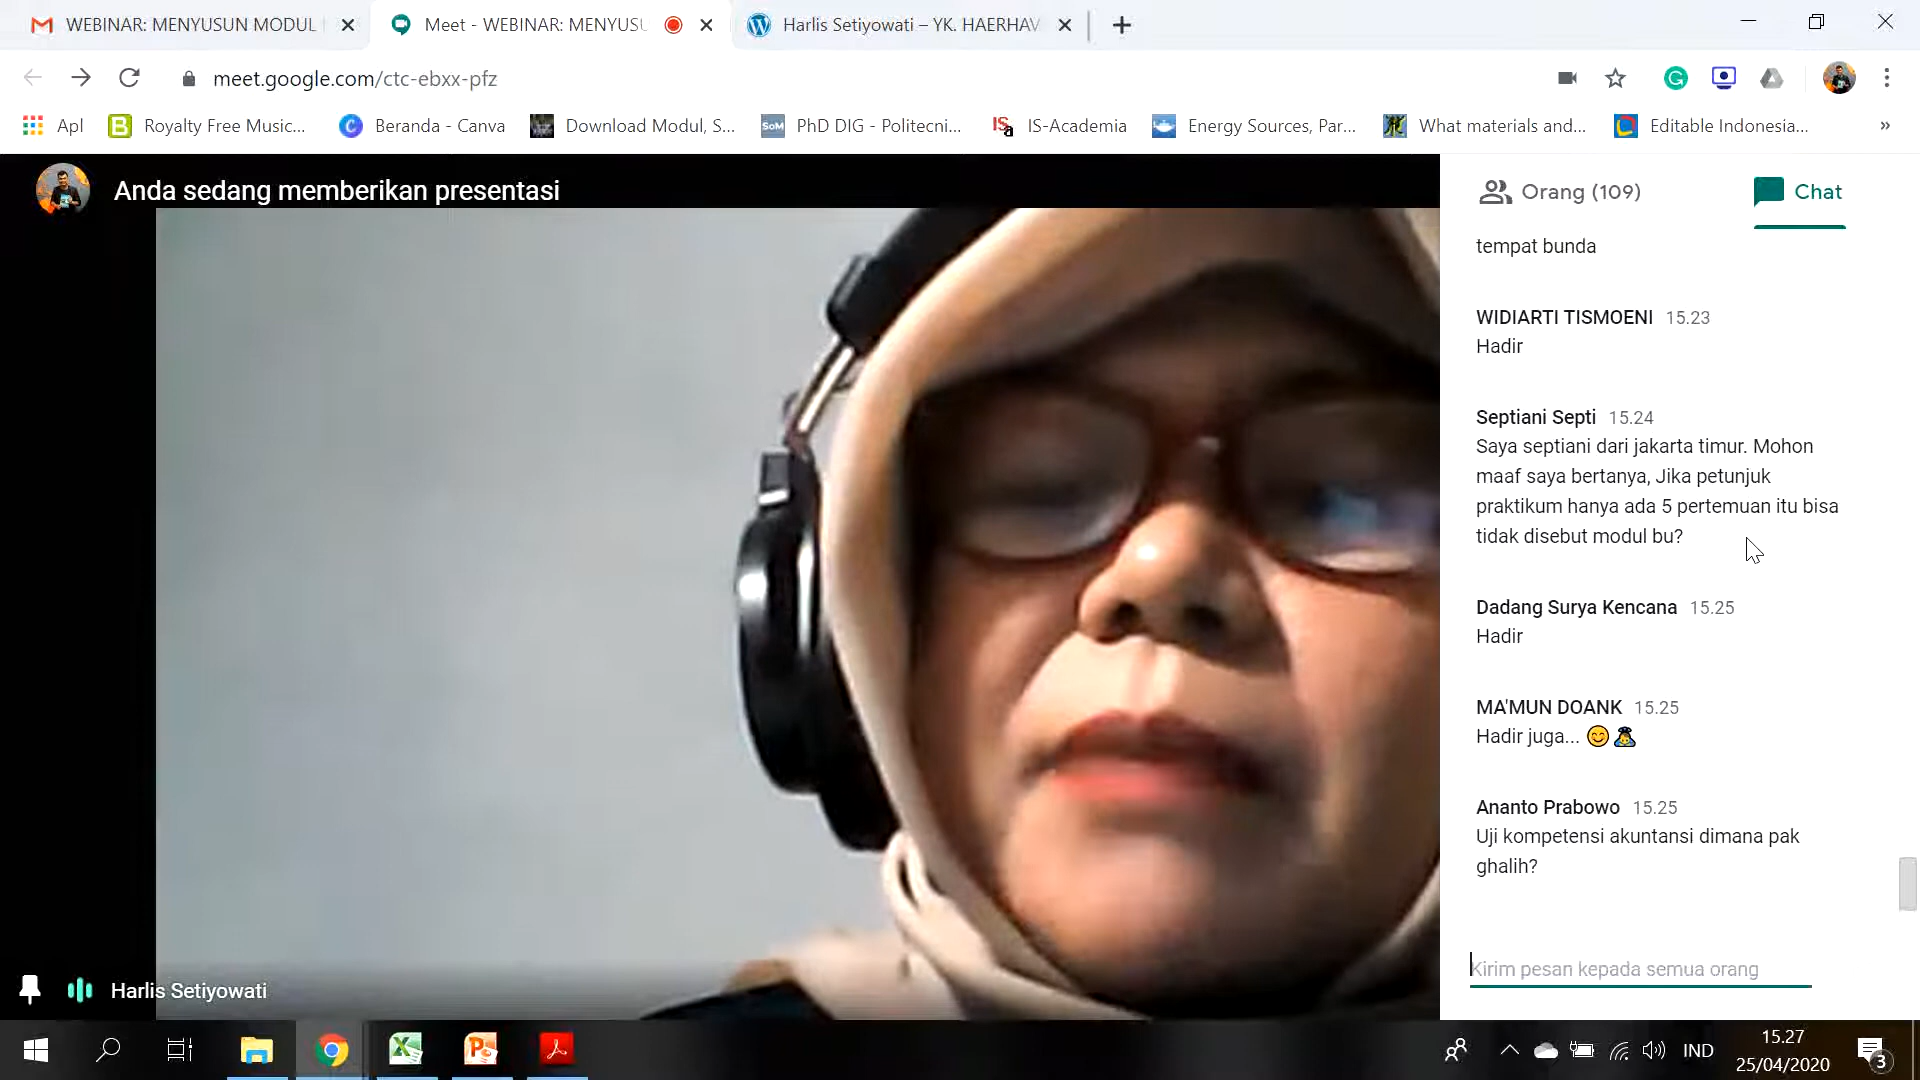 WEBINAR: MENYUSUN MODUL
Meet - WEBINAR: MENYUSU
Harlis Setiyowati – YK. HAERHAV
meet.google.com/ctc-ebxx-pfz
Apl
Royalty Free Music...
Beranda - Canva
Download Modul, S...
SoM
PhD DIG - Politecni...
IS-Academia
Energy Sources, Par...
What materials and...
Editable Indonesia...
»
Anda sedang memberikan presentasi
Orang (109)
Chat
tempat bunda
WIDIARTI TISMOENI 15.23
Hadir
Septiani Septi 15.24
Saya septiani dari jakarta timur. Mohon
maaf saya bertanya, Jika petunjuk
praktikum hanya ada 5 pertemuan itu bisa
tidak disebut modul bu?
Dadang Surya Kencana 15.25
Hadir
MA'MUN DOANK 15.25
Hadir juga... 😊🙇
Ananto Prabowo 15.25
Uji kompetensi akuntansi dimana pak
ghalih?
Kirim pesan kepada semua orang
Harlis Setiyowati
IND
15.27
25/04/2020
3